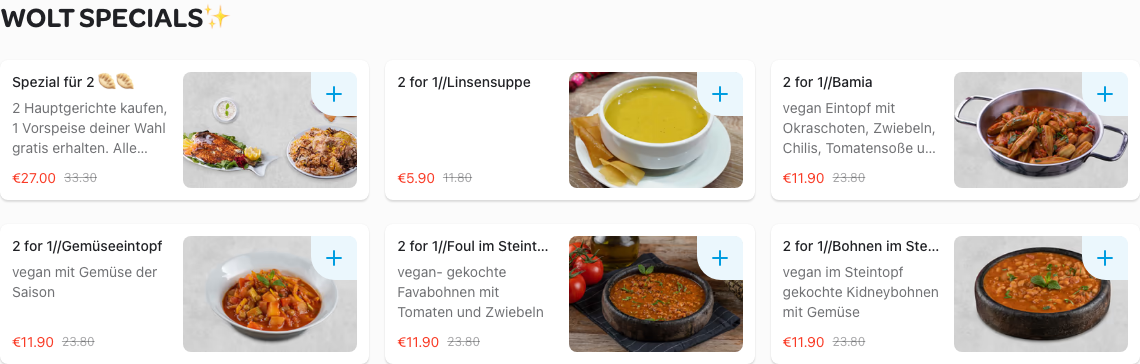 WOLT SPECIALS✨
Spezial für 2 🥟🥟
2 Hauptgerichte kaufen,
1 Vorspeise deiner Wahl
gratis erhalten. Alle...
€27.00 33.30
2 for 1//Linsensuppe
€5.90 11.80
2 for 1//Bamia
vegan Eintopf mit
Okraschoten, Zwiebeln,
Chilis, Tomatensoße u...
€11.90 23.80
2 for 1//Gemüseeintopf
vegan mit Gemüse der
Saison
€11.90 23.80
2 for 1//Foul im Steint...
vegan- gekochte
Favabohnen mit
Tomaten und Zwiebeln
€11.90 23.80
2 for 1//Bohnen im Ste...
vegan im Steintopf
gekochte Kidneybohnen
mit Gemüse
€11.90 23.80